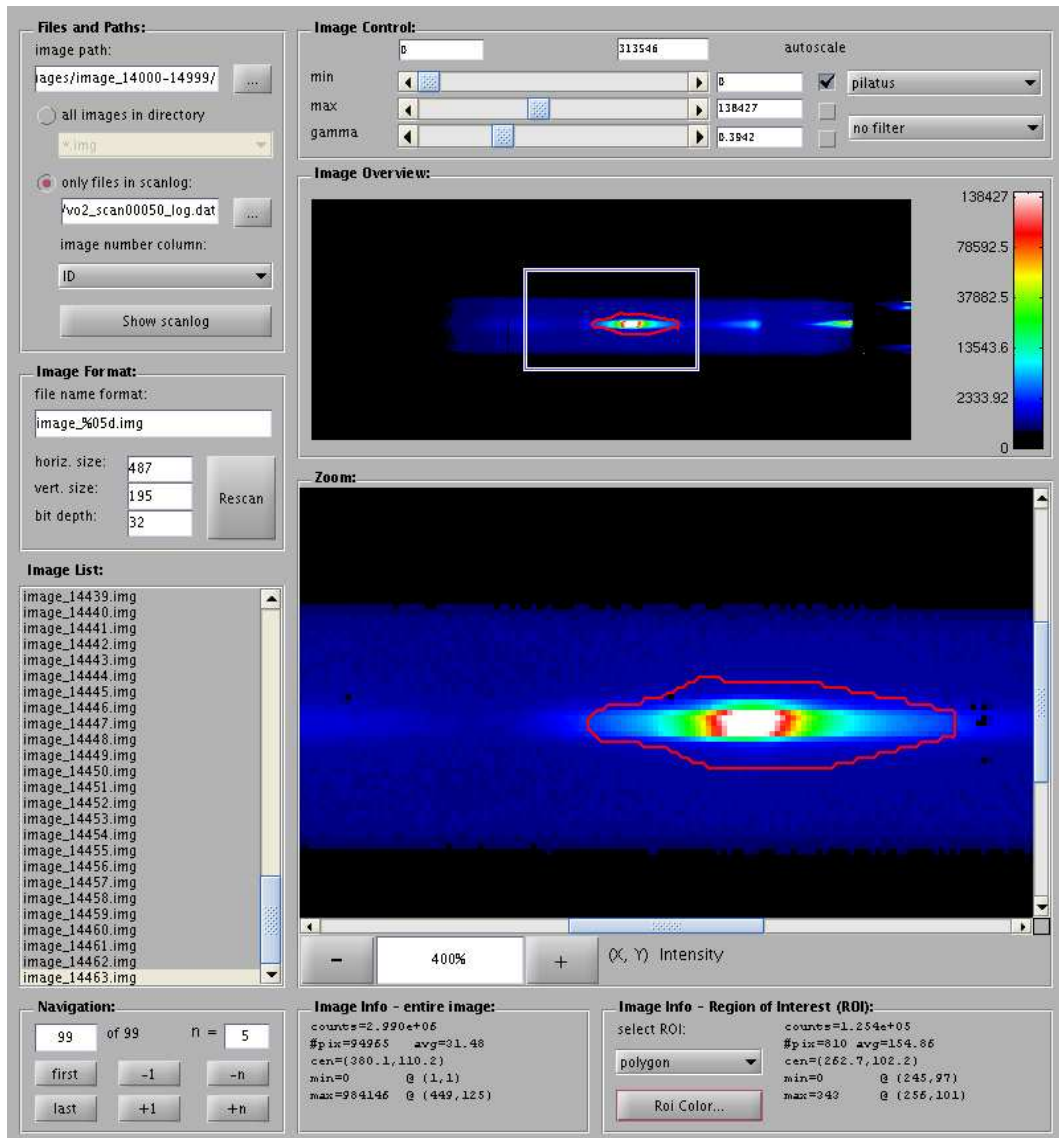 Files and Paths:
image path:
ıages/image_14000-14999/
...
all images in directory
*.img
only files in scanlog:
/vo2_scan00050_log.dat
...
image number column:
ID
Show scanlog
Image Format:
file name format:
image_%05d.img
horiz. size:
487
vert. size:
195
bit depth:
32
Rescan
Image List:
image_14439.img
image_14440.img
image_14441.img
image_14442.img
image_14443.img
image_14444.img
image_14445.img
image_14446.img
image_14447.img
image_14448.img
image_14449.img
image_14450.img
image_14451.img
image_14452.img
image_14453.img
image_14454.img
image_14455.img
image_14456.img
image_14457.img
image_14458.img
image_14459.img
image_14460.img
image_14461.img
image_14462.img
image_14463.img
Navigation:
99 of 99 n = 5
first -1 -n
last +1 +n
Image Control:
0 313546 autoscale
min 0 pilatus
max 138427
gamma 0.3942 no filter
Image Overview:
138427
78592.5
37882.5
13543.6
2333.92
0
Zoom:
- 400% + (X, Y) Intensity
Image Info - entire image:
counts=2.990e+06
#pix=94965 avg=31.48
cen=(380.1,110.2)
min=0 @ (1,1)
max=984146 @ (449,125)
Image Info - Region of Interest (ROI):
select ROI:
polygon
Roi Color...
counts=1.254e+05
#pix=810 avg=154.86
cen=(262.7,102.2)
min=0 @ (245,97)
max=343 @ (256,101)